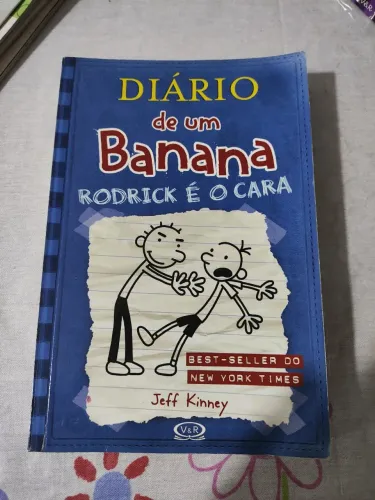 DIÁRIO
de um
Banana
RODRICK É O CARA
BEST-SELLER DO
NEW YORK TIMES
Jeff Kinney
V&R